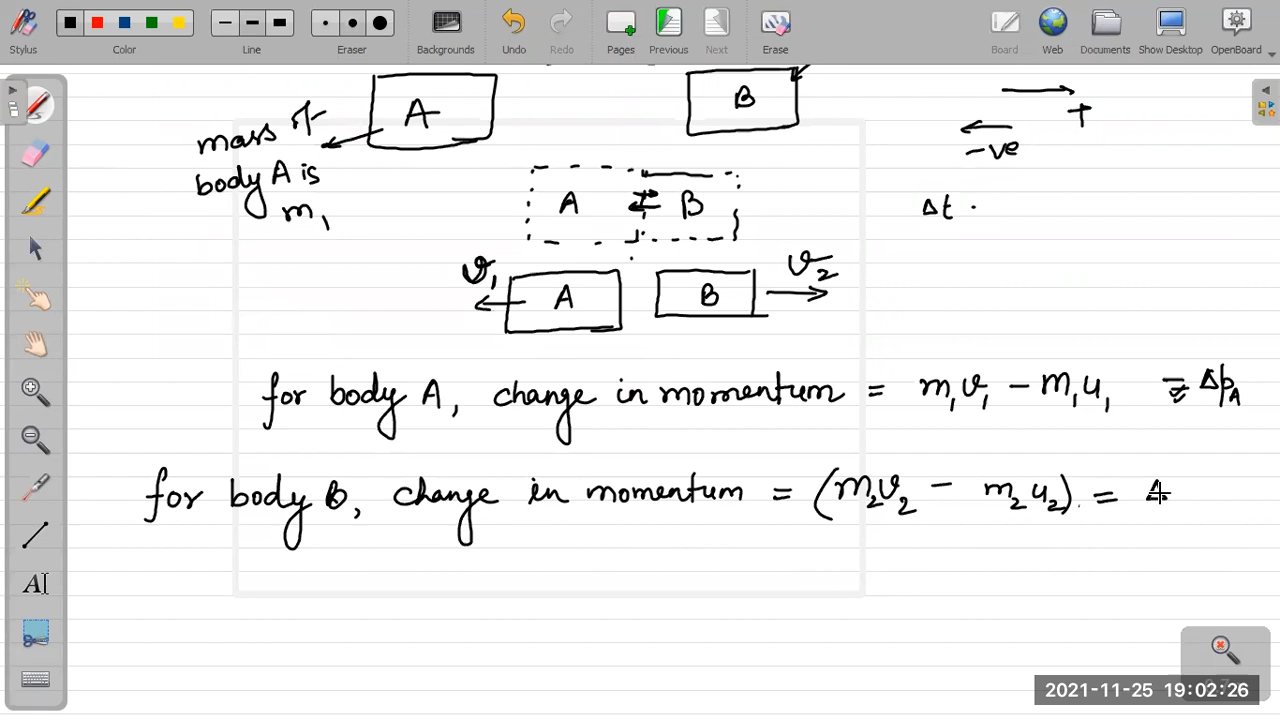 Stylus Color Line Eraser Backgrounds Undo Redo Pages Previous Next Erase Board Web Documents Show Desktop OpenBoard
A B
+
-ve
mass of
body A is
m₁
A B
Δt
v₁ A B v₂
for body A, change in momentum = m₁v₁ - m₁u₁ = Δp_A
for body B, change in momentum = (m₂v₂ - m₂u₂) = Δ
2021-11-25 19:02:26